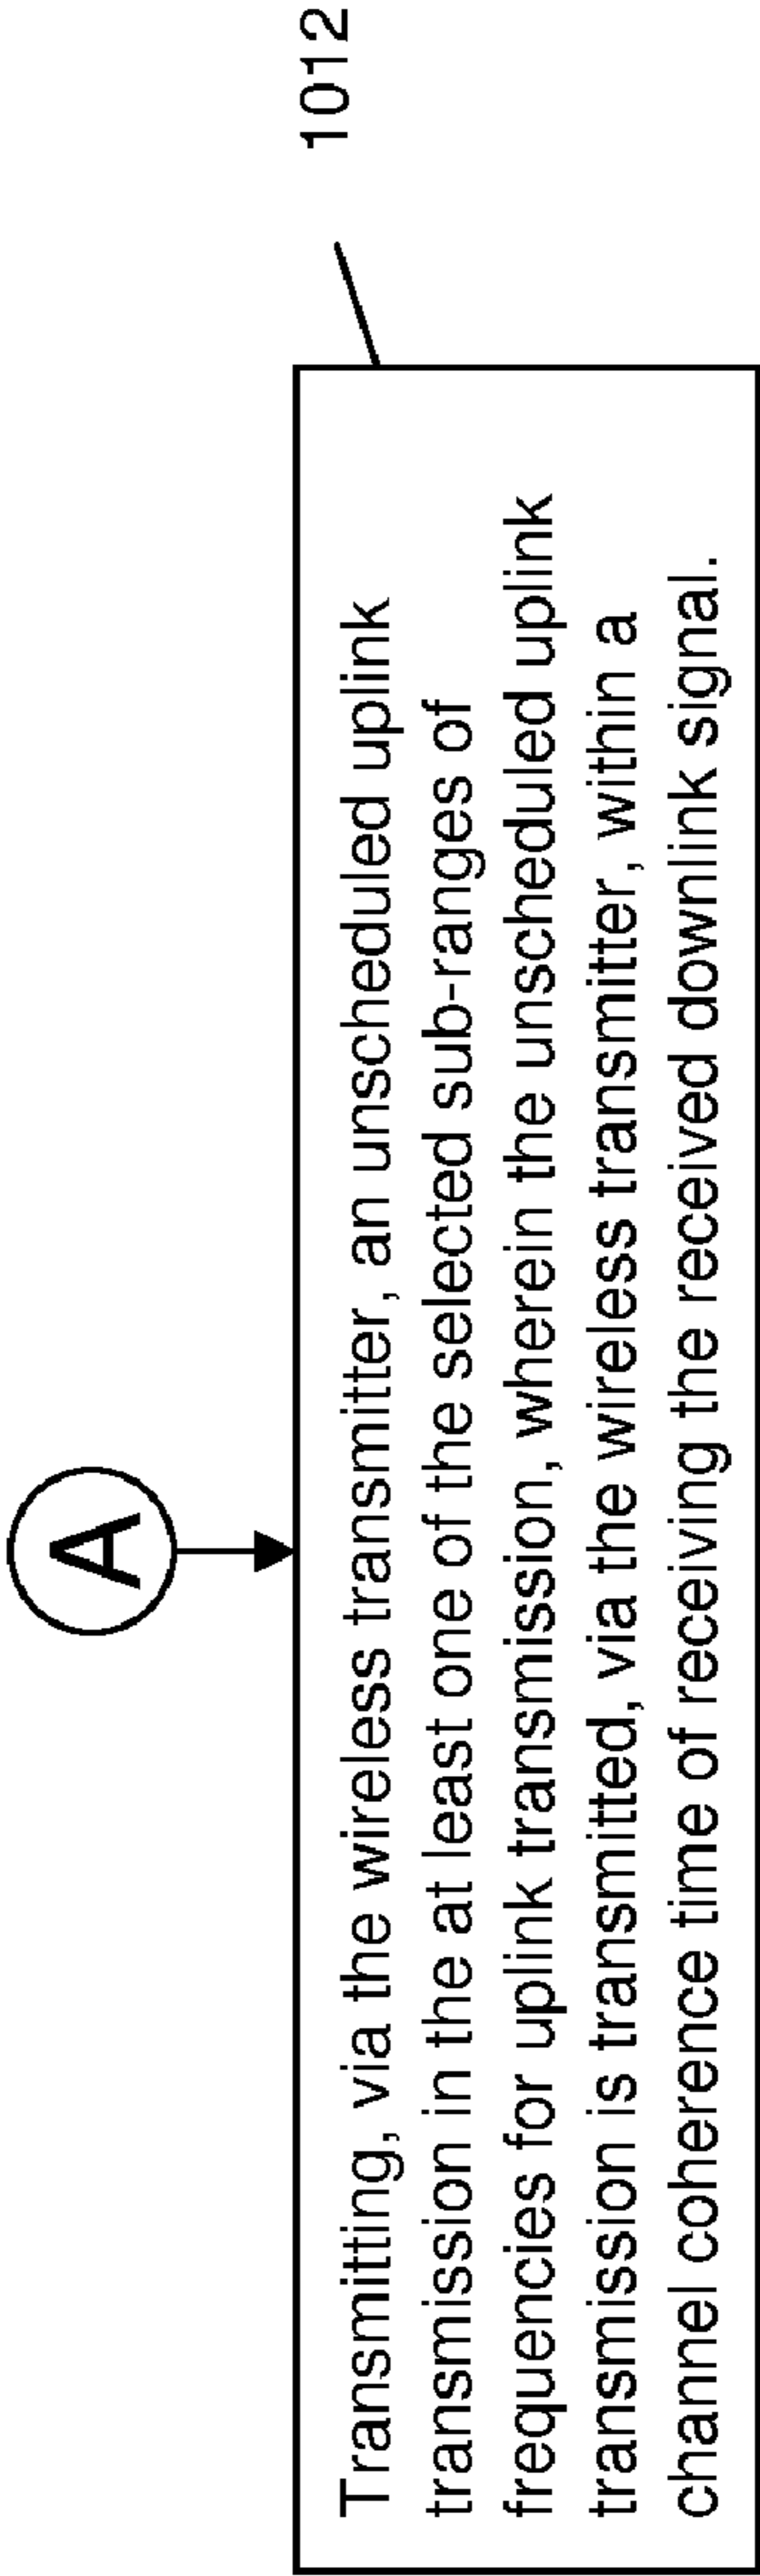 A
1012
Transmitting, via the wireless transmitter, an unscheduled uplink
transmission in the at least one of the selected sub-ranges of
frequencies for uplink transmission, wherein the unscheduled uplink
transmission is transmitted, via the wireless transmitter, within a
channel coherence time of receiving the received downlink signal.